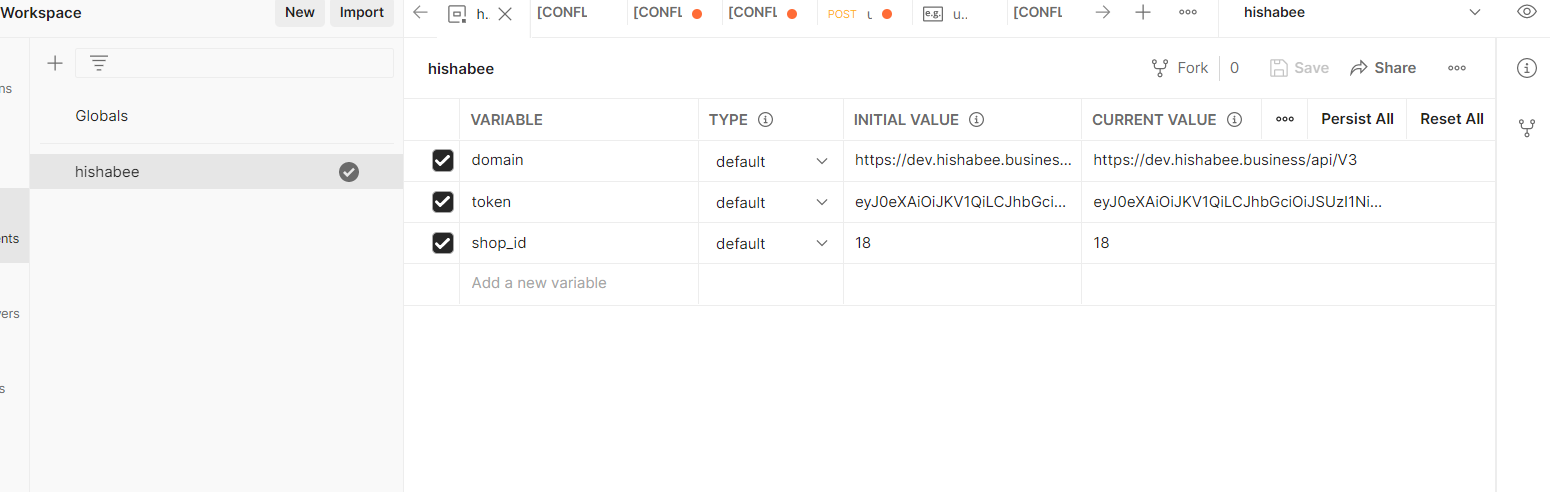 Workspace
New
Import
h.
[CONFL
[CONFL
[CONFL
POST
e.g. u..
[CONFL
hishabee
ns
Globals
hishabee
nts
vers
s
hishabee
Fork 0
Save
Share
VARIABLE TYPE INITIAL VALUE CURRENT VALUE Persist All Reset All
domain default https://dev.hishabee.busines... https://dev.hishabee.business/api/V3
token default eyJ0eXAiOiJKV1QiLCJhbGci... eyJ0eXAiOiJKV1QiLCJhbGciOiJSUzI1Ni...
shop_id default 18 18
Add a new variable